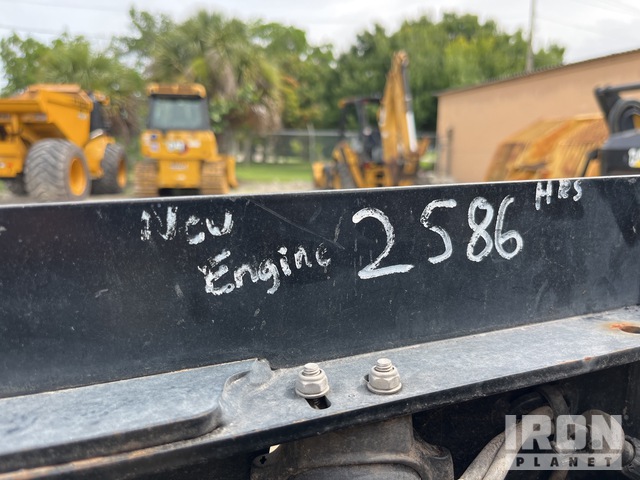 New
Engine 2586 HRS
IRON
PLANET